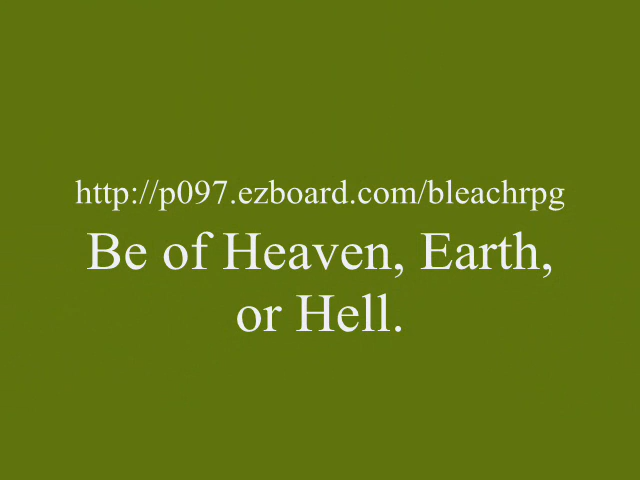 http://p097.ezboard.com/bleachrpg
Be of Heaven, Earth,
or Hell.